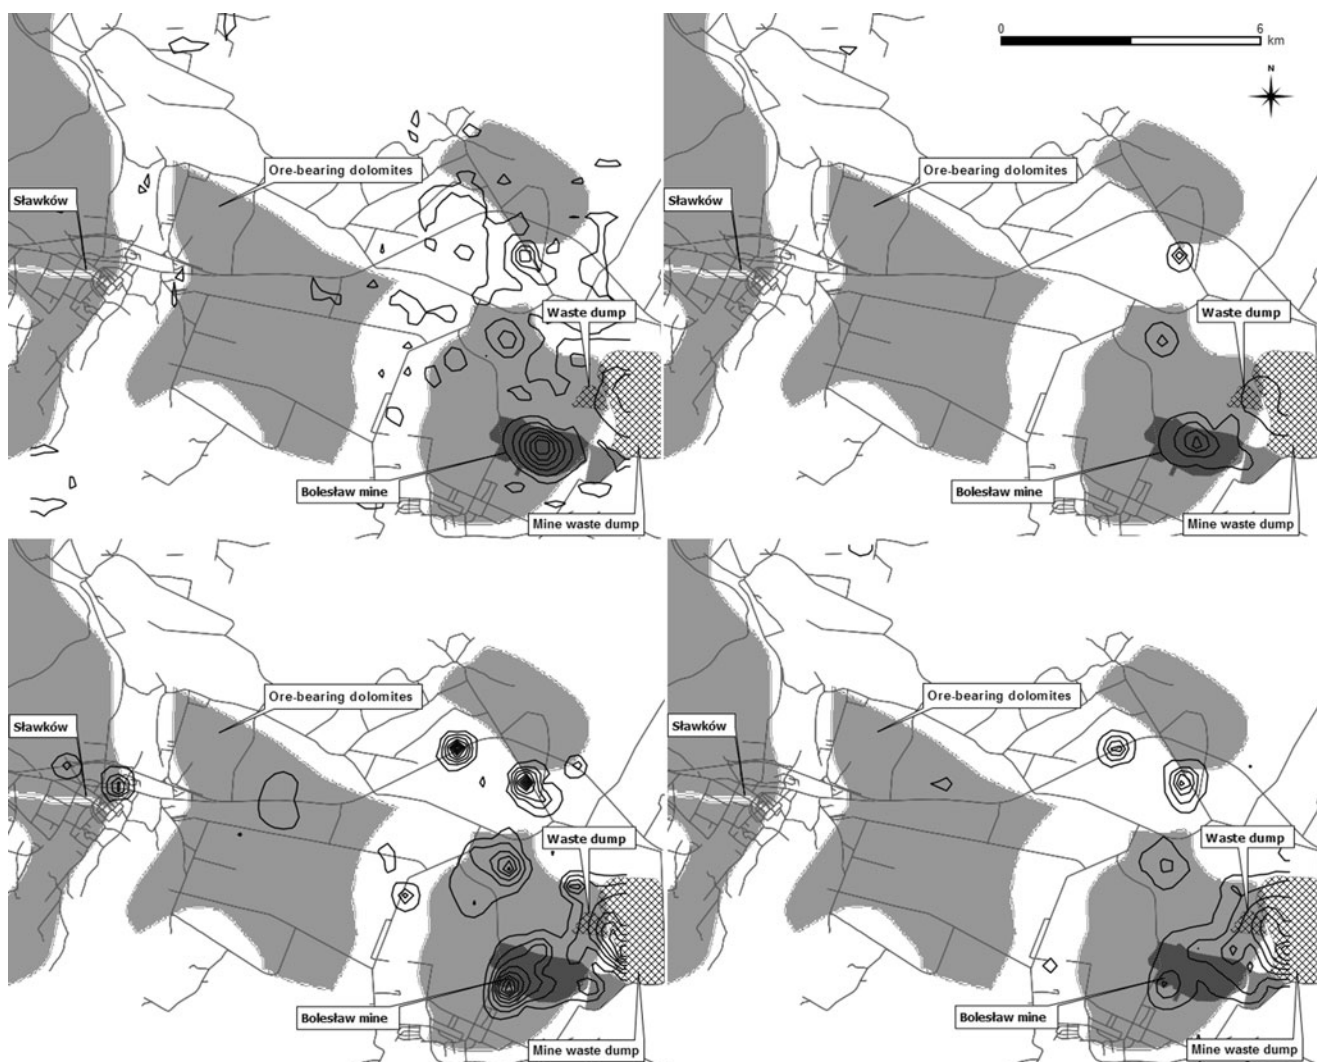 0 6
km
N
Ore-bearing dolomites
Sławków
Waste dump
Bolesław mine
Mine waste dump
Ore-bearing dolomites
Sławków
Waste dump
Bolesław mine
Mine waste dump
Ore-bearing dolomites
Sławków
Waste dump
Bolesław mine
Mine waste dump
Ore-bearing dolomites
Sławków
Waste dump
Bolesław mine
Mine waste dump